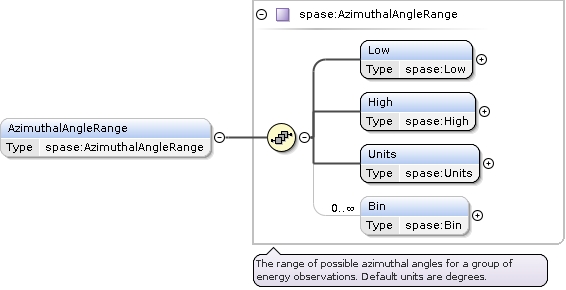 spase:AzimuthalAngleRange
Low
Type spase:Low
High
Type spase:High
AzimuthalAngleRange
Type spase:AzimuthalAngleRange
Units
Type spase:Units
0..∞
Bin
Type spase:Bin
The range of possible azimuthal angles for a group of
energy observations. Default units are degrees.